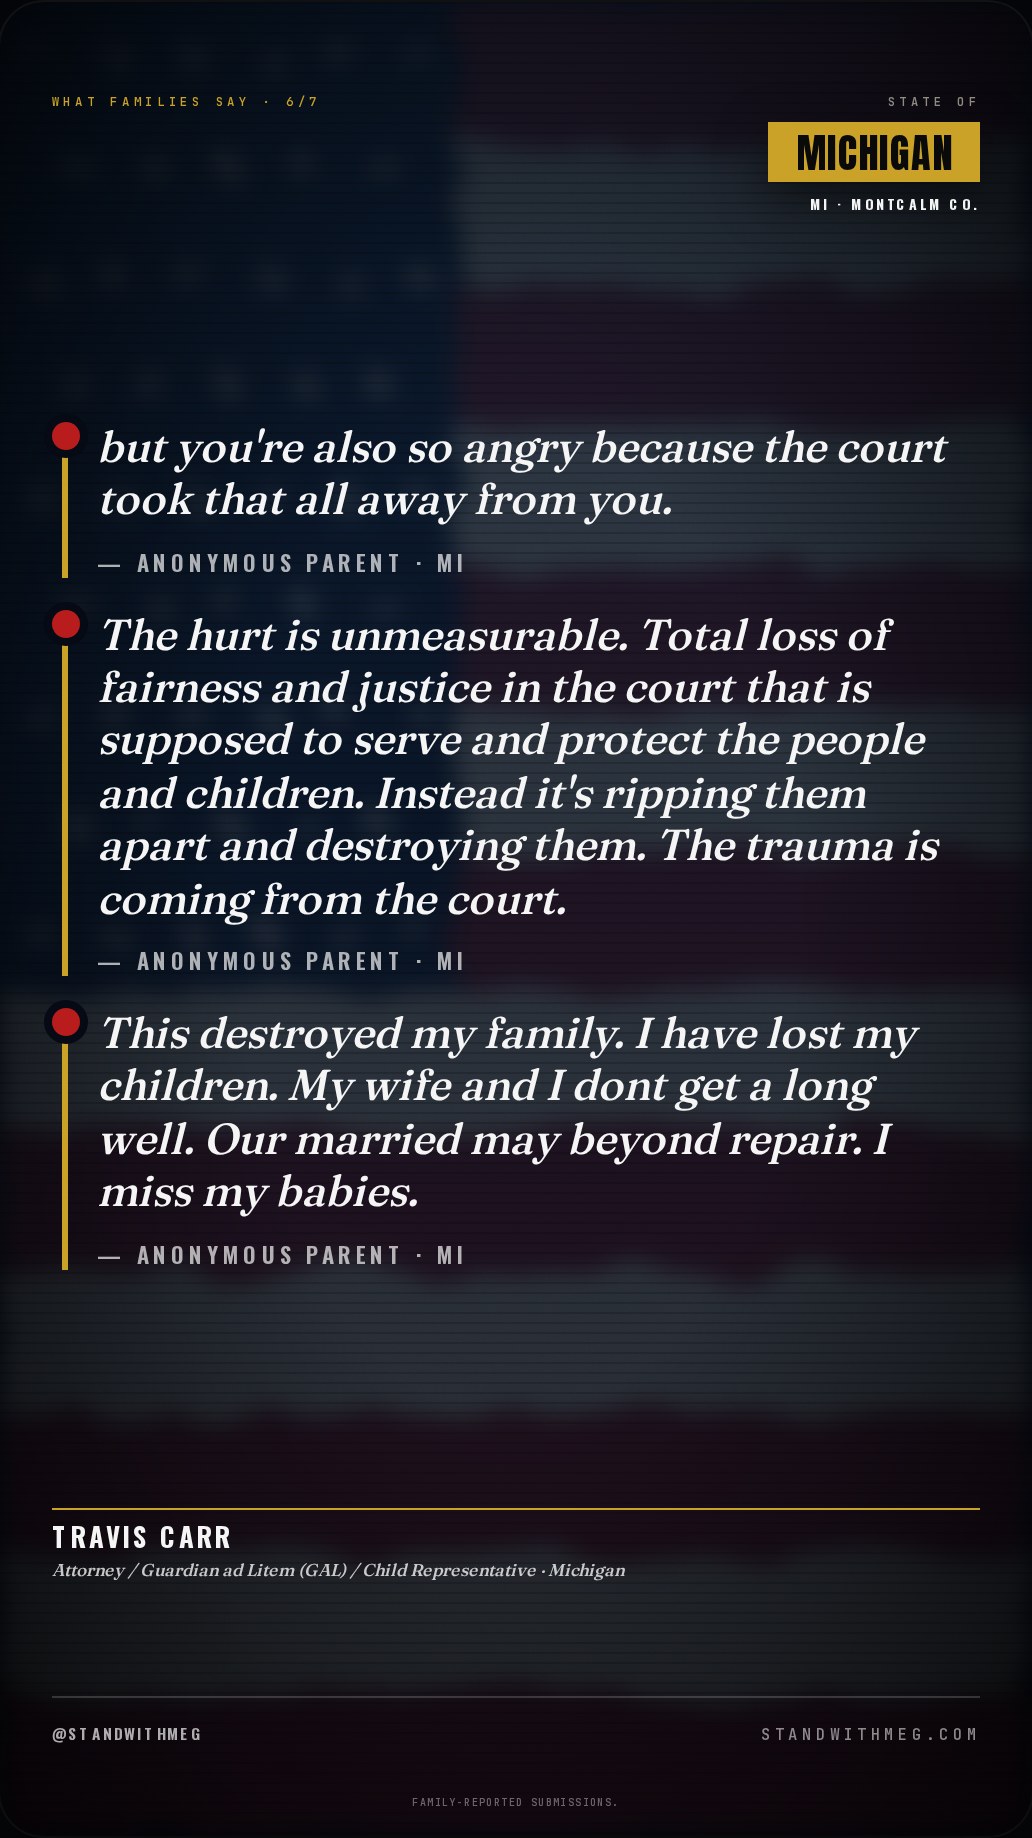 WHAT FAMILIES SAY · 6/7
STATE OF
MICHIGAN
MI · MONTCALM CO.
but you're also so angry because the court
took that all away from you.
— ANONYMOUS PARENT · MI
The hurt is unmeasurable. Total loss of
fairness and justice in the court that is
supposed to serve and protect the people
and children. Instead it's ripping them
apart and destroying them. The trauma is
coming from the court.
— ANONYMOUS PARENT · MI
This destroyed my family. I have lost my
children. My wife and I dont get a long
well. Our married may beyond repair. I
miss my babies.
— ANONYMOUS PARENT · MI
TRAVIS CARR
Attorney / Guardian ad Litem (GAL) / Child Representative · Michigan
@STANDWITHMEG
STANDWITHMEG.COM
FAMILY-REPORTED SUBMISSIONS.